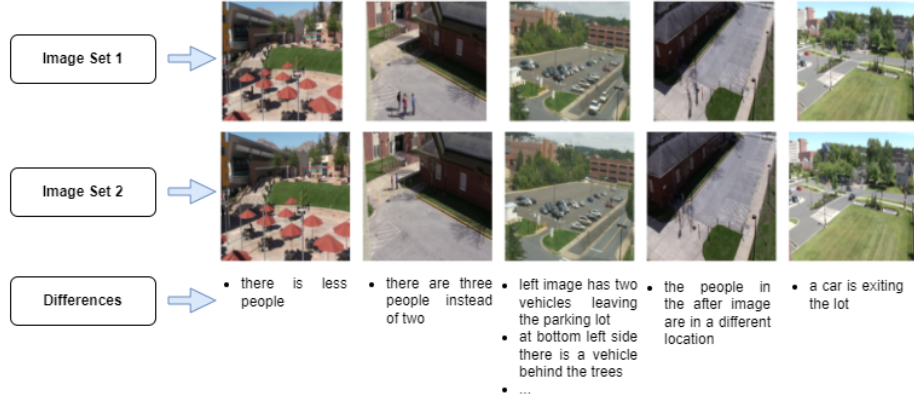 Image Set 1
Image Set 2
Differences
• there is less
people
• there are three
people instead
of two
• left image has two
vehicles leaving
the parking lot
• at bottom left side
there is a vehicle
behind the trees
• ...
• the people in
the after image
are in a different
location
• a car is exiting
the lot